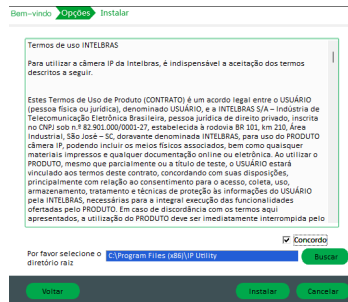 Bem-vindo Opções Instalar
Termos de uso INTELBRAS
Para utilizar a câmera IP da Intelbras, é indispensável a aceitação dos termos
descritos a seguir.
Estes Termos de Uso de Produto (CONTRATO) é um acordo legal entre o USUÁRIO
(pessoa física ou jurídica), denominado USUÁRIO, e a INTELBRAS S/A – Indústria de
Telecomunicação Eletrônica Brasileira, pessoa jurídica de direito privado, inscrita
no CNPJ sob n.º 82.901.000/0001-27, estabelecida à rodovia BR 101, km 210, Área
Industrial, São José – SC, doravante denominada INTELBRAS, para uso do PRODUTO
câmera IP, podendo incluir os meios físicos associados, bem como quaisquer
materiais impressos e qualquer documentação online ou eletrônica. Ao utilizar o
PRODUTO, mesmo que parcialmente ou a título de teste, o USUÁRIO estará
vinculado aos termos deste contrato, concordando com suas disposições,
principalmente com relação ao consentimento para o acesso, coleta, uso,
armazenamento, tratamento e técnicas de proteção às informações do USUÁRIO
pela INTELBRAS, necessárias para a integral execução das funcionalidades
ofertadas pelo PRODUTO. Em caso de discordância com os termos aqui
apresentados, a utilização do PRODUTO deve ser imediatamente interrompida pelo
Concordo
Por favor selecione o
diretório raiz
C:\Program Files (x86)\IP Utility
Buscar
Voltar Instalar Cancelar